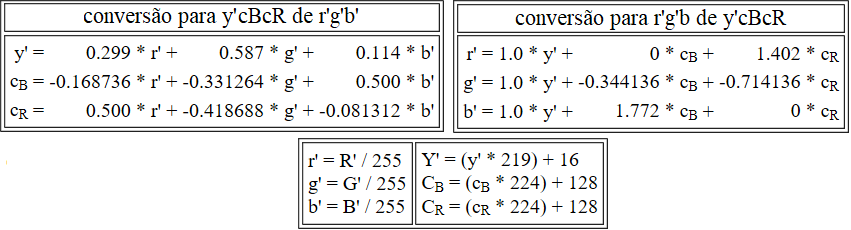 conversão para y'cBcR de r'g'b'
y' = 0.299 * r' + 0.587 * g' + 0.114 * b'
cB = -0.168736 * r' + -0.331264 * g' + 0.500 * b'
cR = 0.500 * r' + -0.418688 * g' + -0.081312 * b'
conversão para r'g'b de y'cBcR
r' = 1.0 * y' + 0 * cB + 1.402 * cR
g' = 1.0 * y' + -0.344136 * cB + -0.714136 * cR
b' = 1.0 * y' + 1.772 * cB + 0 * cR
r' = R' / 255
g' = G' / 255
b' = B' / 255
Y' = (y' * 219) + 16
CB = (cB * 224) + 128
CR = (cR * 224) + 128